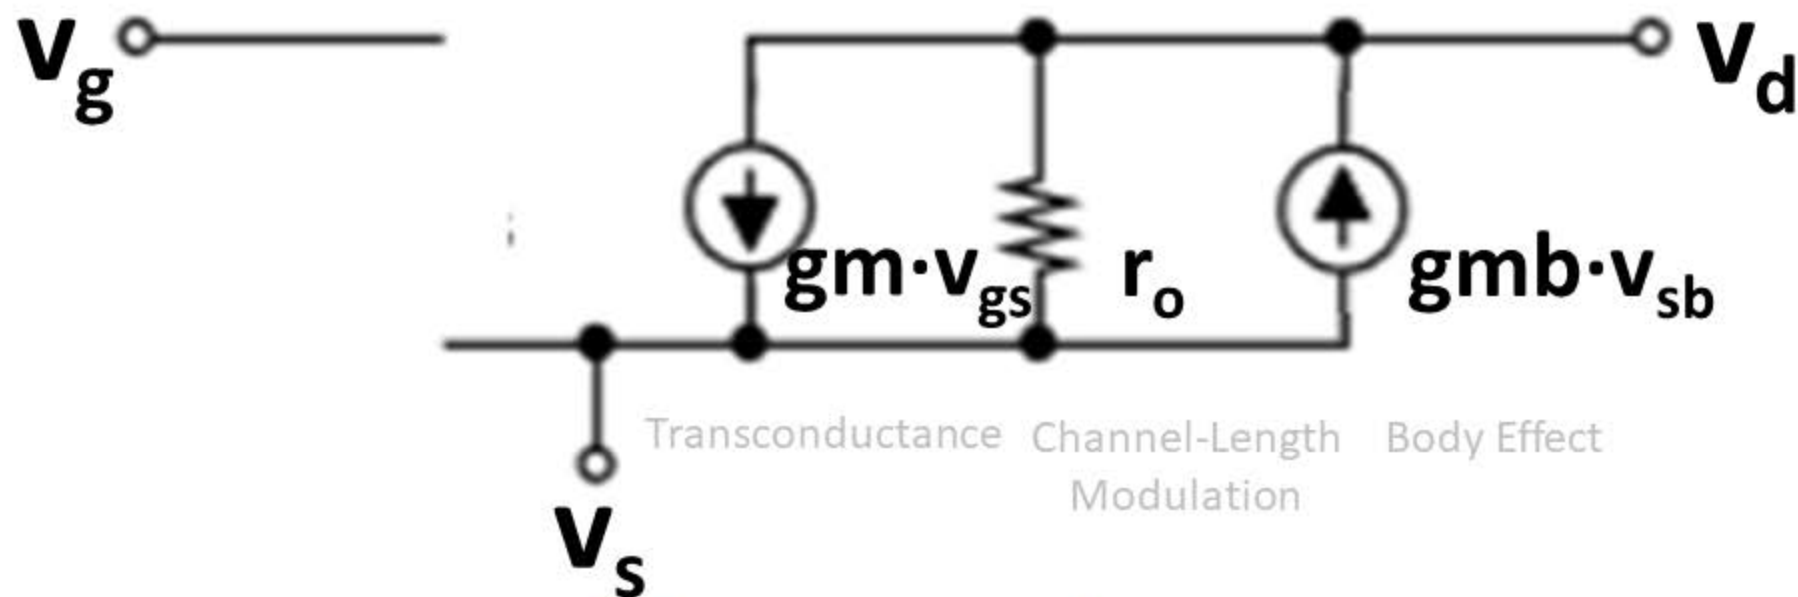 vg
vd
gm·vgs
ro
gmb·vsb
Transconductance
Channel-Length
Modulation
Body Effect
vs